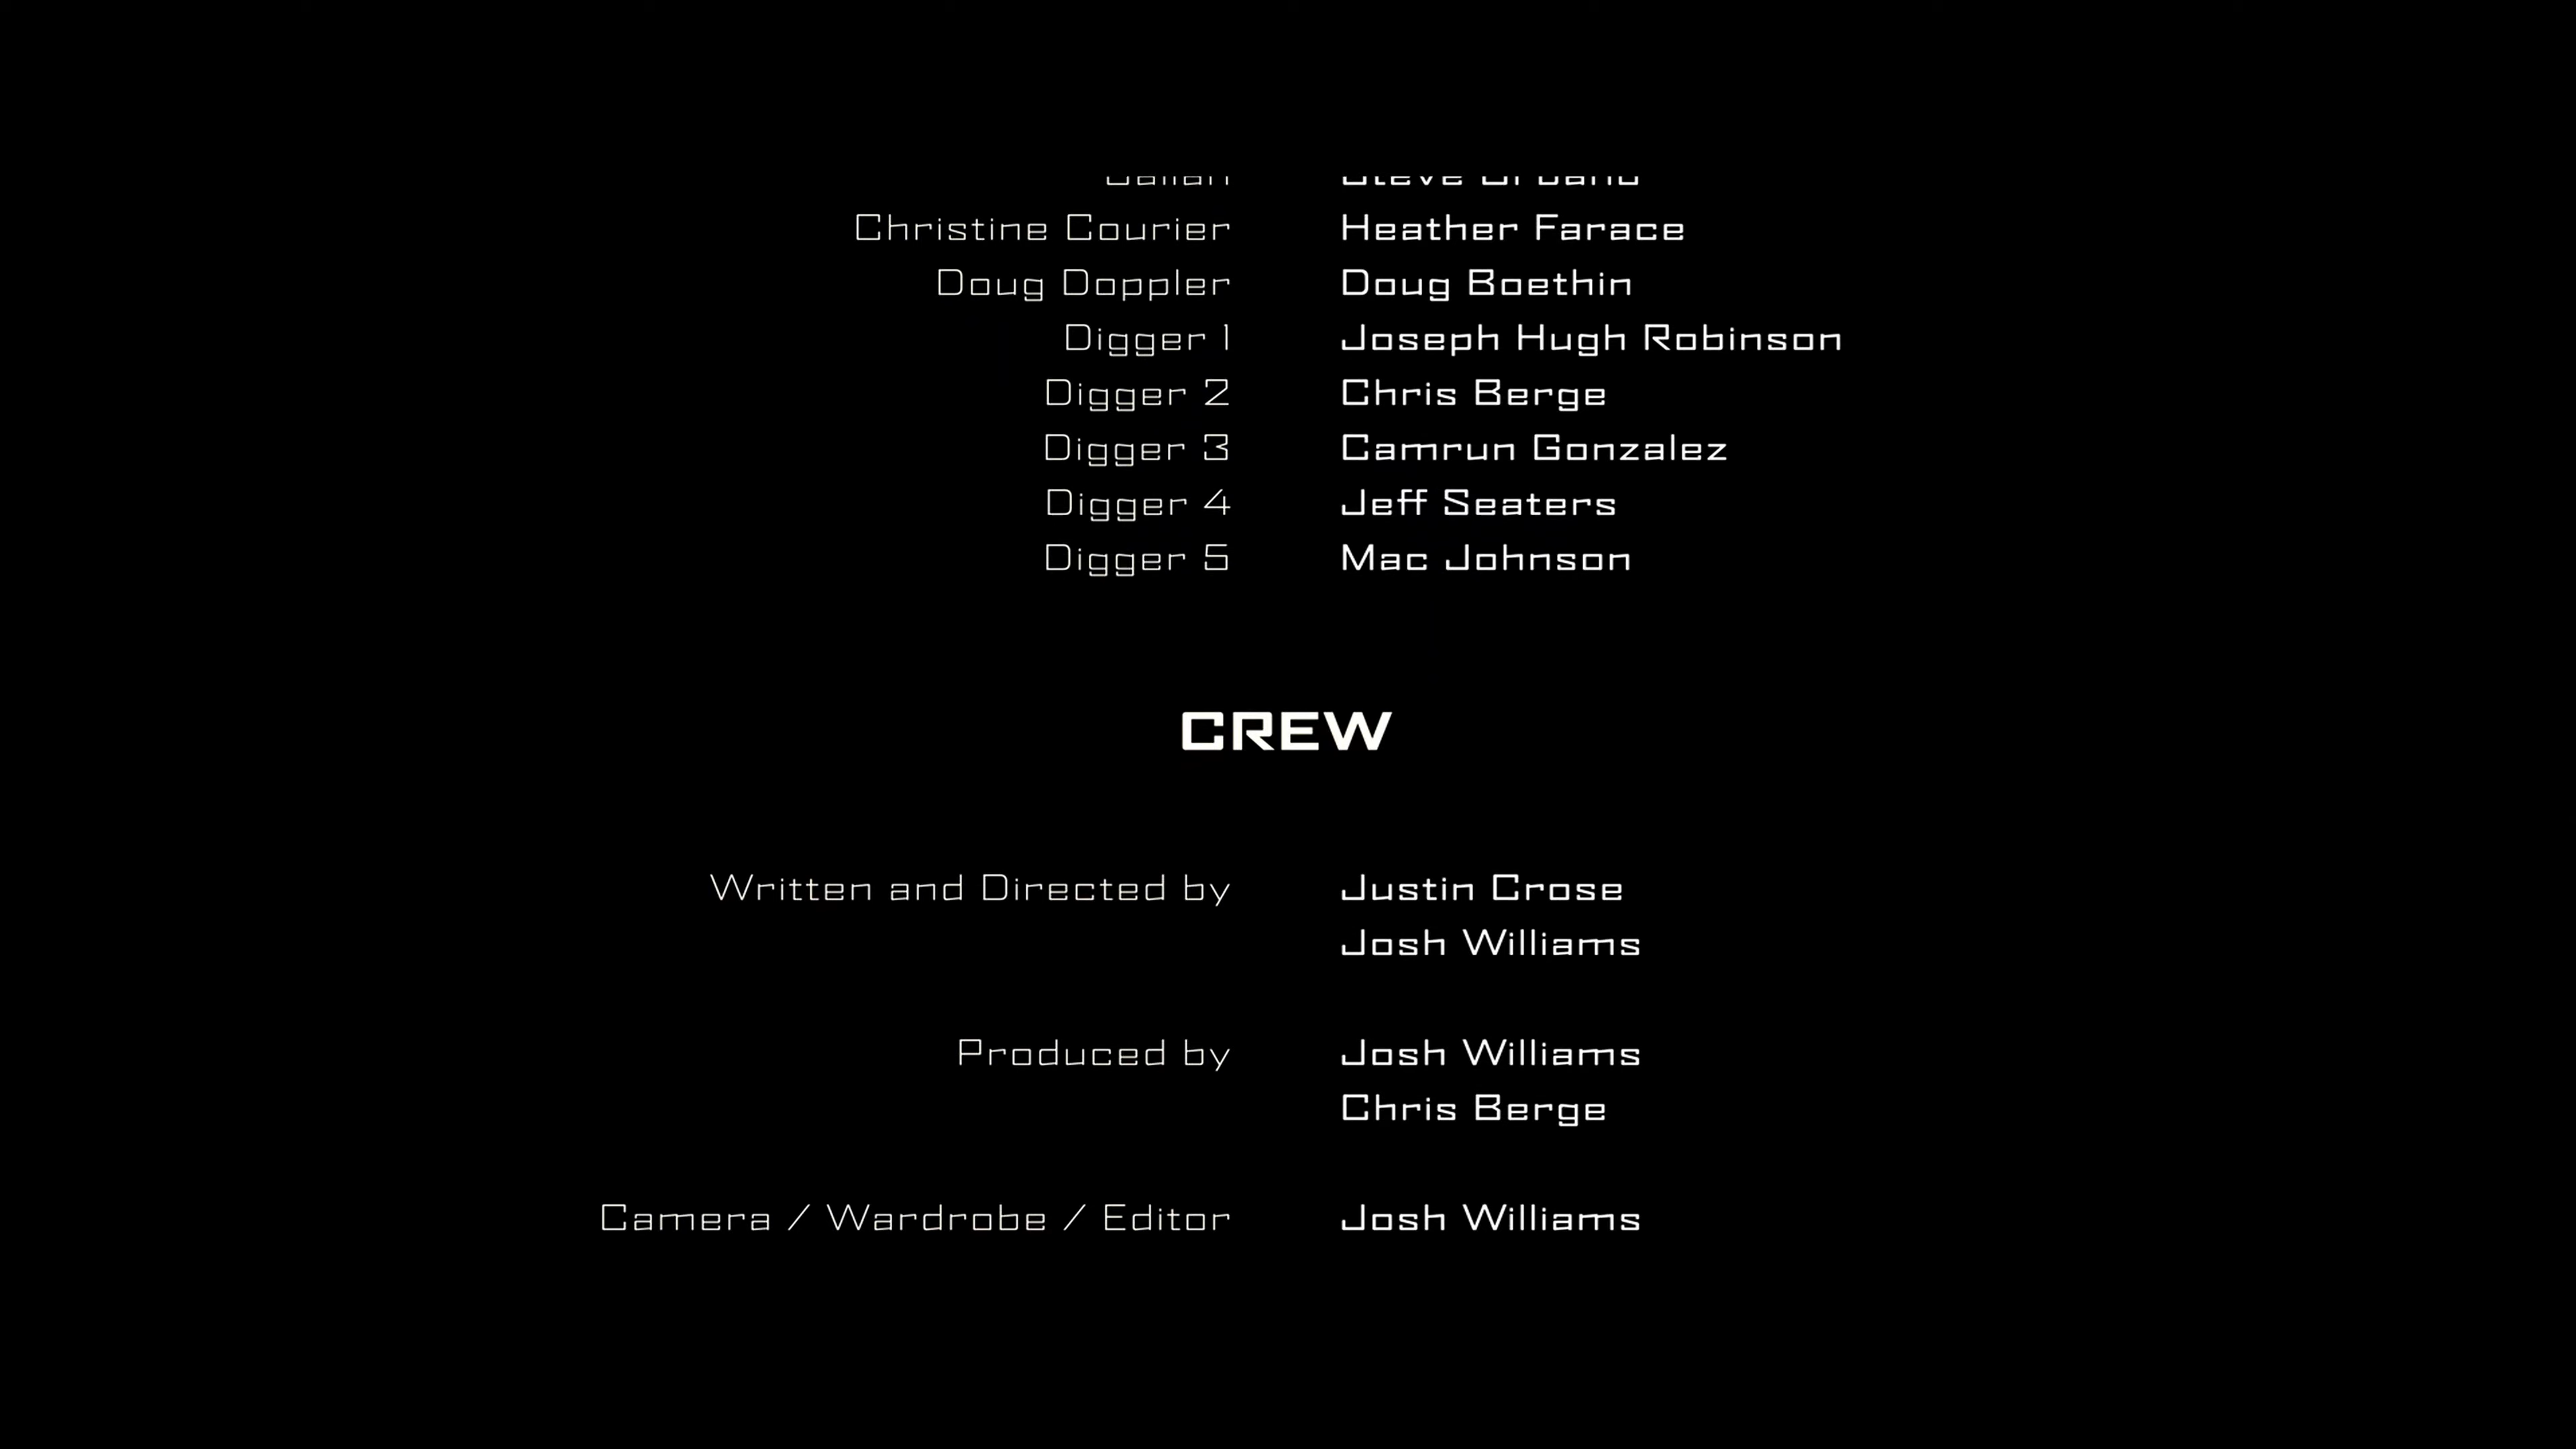 Steve
Christine Courier Heather Farace
Doug Doppler Doug Boethin
Digger 1 Joseph Hugh Robinson
Digger 2 Chris Berge
Digger 3 Camrun Gonzalez
Digger 4 Jeff Seaters
Digger 5 Mac Johnson
CREW
Written and Directed by Justin Crose
Josh Williams
Produced by Josh Williams
Chris Berge
Camera / Wardrobe / Editor Josh Williams